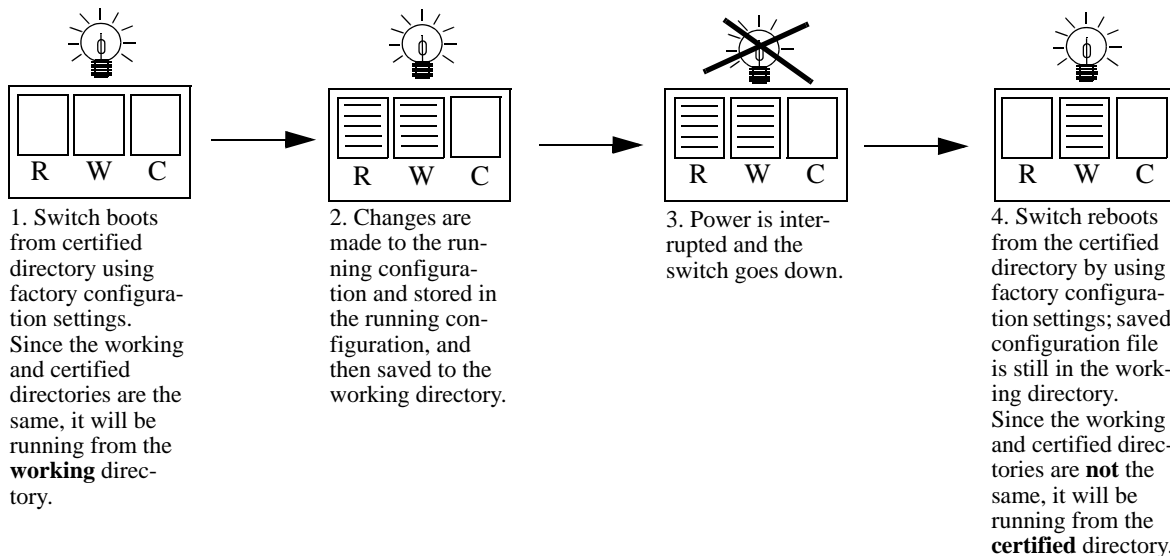 R W C
1. Switch boots
from certified
directory using
factory configura-
tion settings.
Since the working
and certified
directories are the
same, it will be
running from the
working direc-
tory.
R W C
2. Changes are
made to the run-
ning configura-
tion and stored in
the running con-
figuration, and
then saved to the
working directory.
R W C
3. Power is inter-
rupted and the
switch goes down.
R W C
4. Switch reboots
from the certified
directory by using
factory configura-
tion settings; saved
configuration file
is still in the work-
ing directory.
Since the working
and certified direc-
tories are not the
same, it will be
running from the
certified directory.